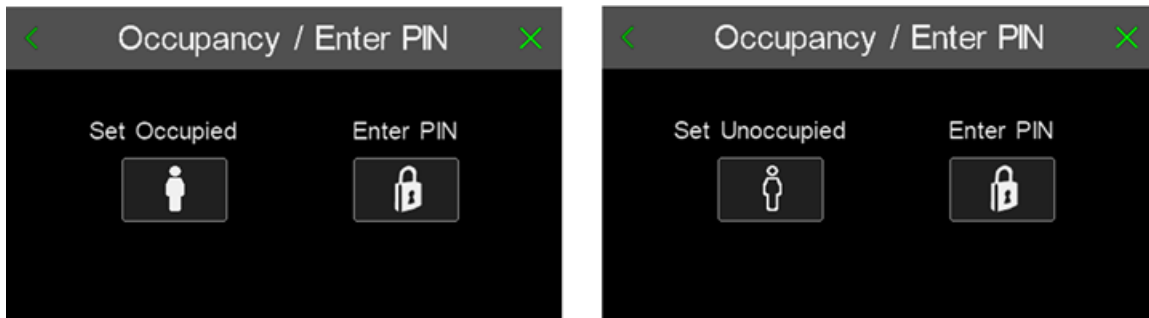 Occupancy / Enter PIN
Set Occupied Enter PIN
Occupancy / Enter PIN
Set Unoccupied Enter PIN